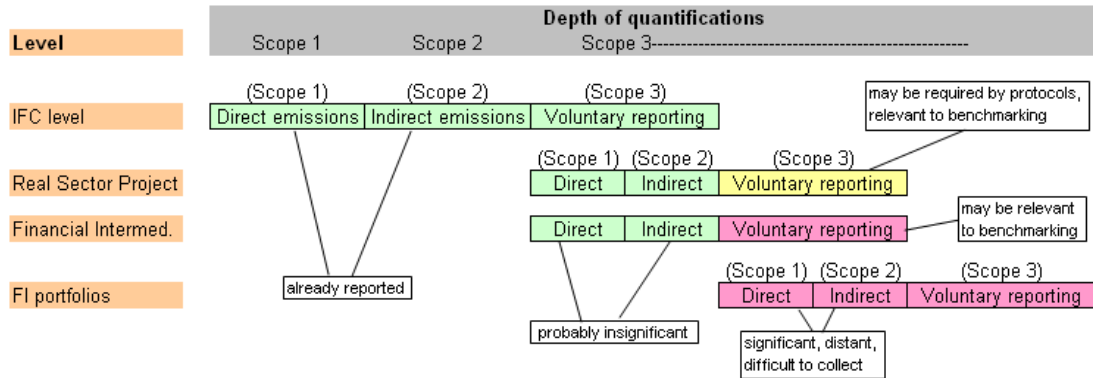 Depth of quantifications
Level
Scope 1 Scope 2 Scope 3--------------------------------------------------------
(Scope 1) (Scope 2) (Scope 3)
IFC level
Direct emissions Indirect emissions Voluntary reporting
may be required by protocols,
relevant to benchmarking
(Scope 1) (Scope 2) (Scope 3)
Real Sector Project
Direct Indirect Voluntary reporting
Financial Intermed.
Direct Indirect Voluntary reporting
may be relevant
to benchmarking
(Scope 1) (Scope 2) (Scope 3)
FI portfolios
Direct Indirect Voluntary reporting
already reported
probably insignificant
significant, distant,
difficult to collect